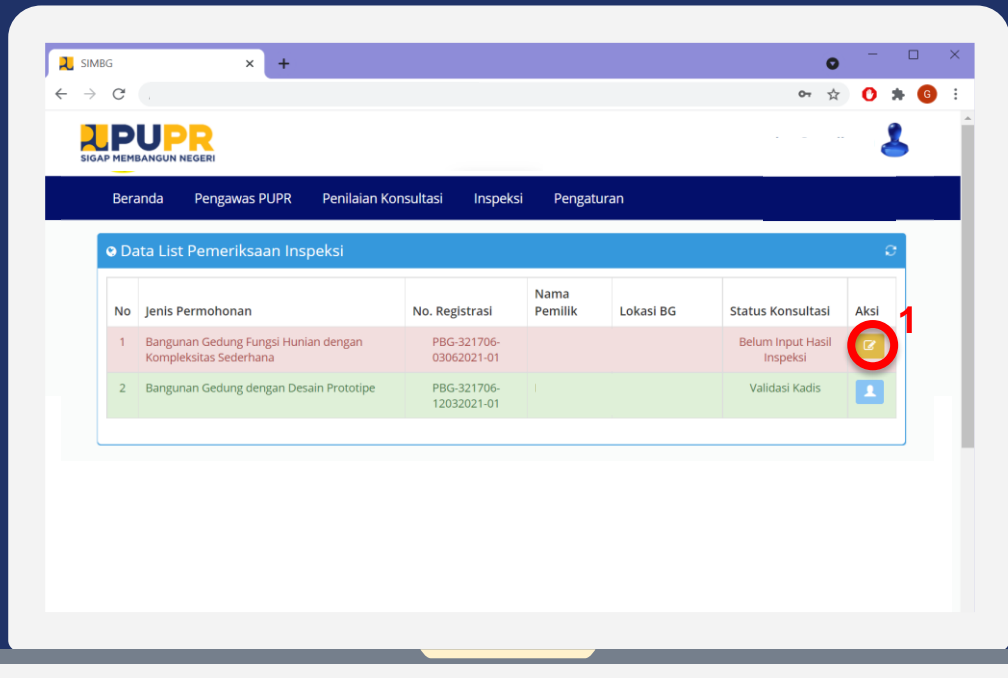 SIMBG
G
PUPR
SIGAP MEMBANGUN NEGERI
Beranda Pengawas PUPR Penilaian Konsultasi Inspeksi Pengaturan
Data List Pemeriksaan Inspeksi
No Jenis Permohonan No. Registrasi Nama Pemilik Lokasi BG Status Konsultasi Aksi
1
1 Bangunan Gedung Fungsi Hunian dengan PBG-321706- Belum Input Hasil
Kompleksitas Sederhana 03062021-01 Inspeksi
2 Bangunan Gedung dengan Desain Prototipe PBG-321706- Validasi Kadis
12032021-01